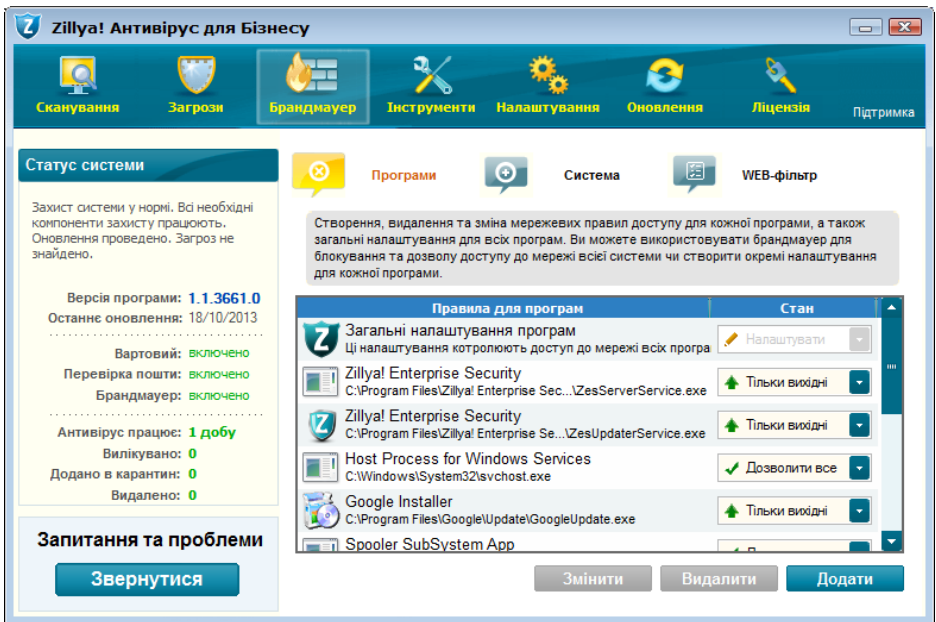 Zillya! Антивірус для Бізнесу
Сканування
Загрози
Брандмауер
Інструменти
Налаштування
Оновлення
Ліцензія
Підтримка
Статус системи
Захист системи у нормі. Всі необхідні
компоненти захисту працюють.
Оновлення проведено. Загроз не
знайдено.
Версія програми: 1.1.3661.0
Останнє оновлення: 18/10/2013
Вартовий: включено
Перевірка пошти: включено
Брандмауер: включено
Антивірус працює: 1 добу
Вилікувано: 0
Додано в карантин: 0
Видалено: 0
Запитання та проблеми
Звернутися
Програми
Система
WEB-фільтр
Створення, видалення та зміна мережевих правил доступу для кожної програми, а також
загальні налаштування для всіх програм. Ви можете використовувати брандмауер для
блокування та дозволу доступу до мережі всієї системи чи створити окремі налаштування
для кожної програми.
Правила для програм
Стан
Загальні налаштування програм
Ці налаштування котролюють доступ до мережі всіх програ
Налаштувати
Zillya! Enterprise Security
C:\Program Files\Zillya! Enterprise Sec...\ZesServerService.exe
Тільки вихідні
Zillya! Enterprise Security
C:\Program Files\Zillya! Enterprise Se...\ZesUpdaterService.exe
Тільки вихідні
Host Process for Windows Services
C:\Windows\System32\svchost.exe
Дозволити все
Google Installer
C:\Program Files\Google\Update\GoogleUpdate.exe
Тільки вихідні
Spooler SubSystem App
Змінити
Видалити
Додати